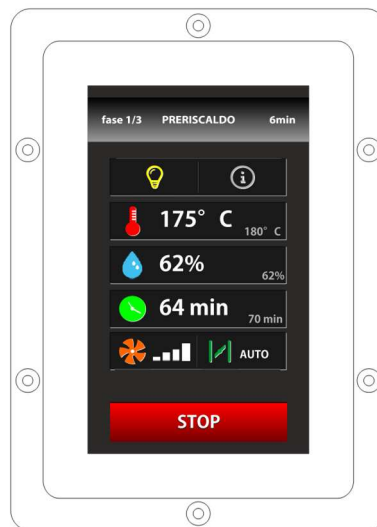 fase 1/3 PRERISCALDO 6min
175° C 180° C
62% 62%
64 min 70 min
AUTO
STOP